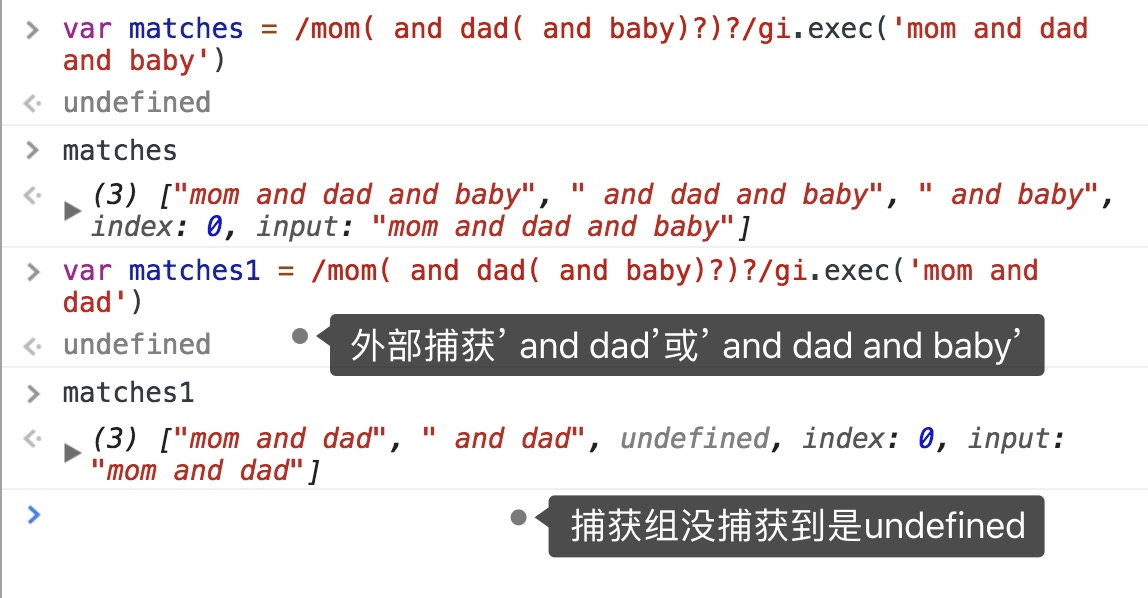 > var matches = /mom( and dad( and baby)?)?/gi.exec('mom and dad
and baby')
undefined
> matches
(3) ["mom and dad and baby", " and dad and baby", " and baby",
index: 0, input: "mom and dad and baby"]
> var matches1 = /mom( and dad( and baby)?)?/gi.exec('mom and
dad')
undefined
外部捕获’ and dad’或’ and dad and baby’
> matches1
(3) ["mom and dad", " and dad", undefined, index: 0, input:
"mom and dad"]
>
捕获组没捕获到是undefined